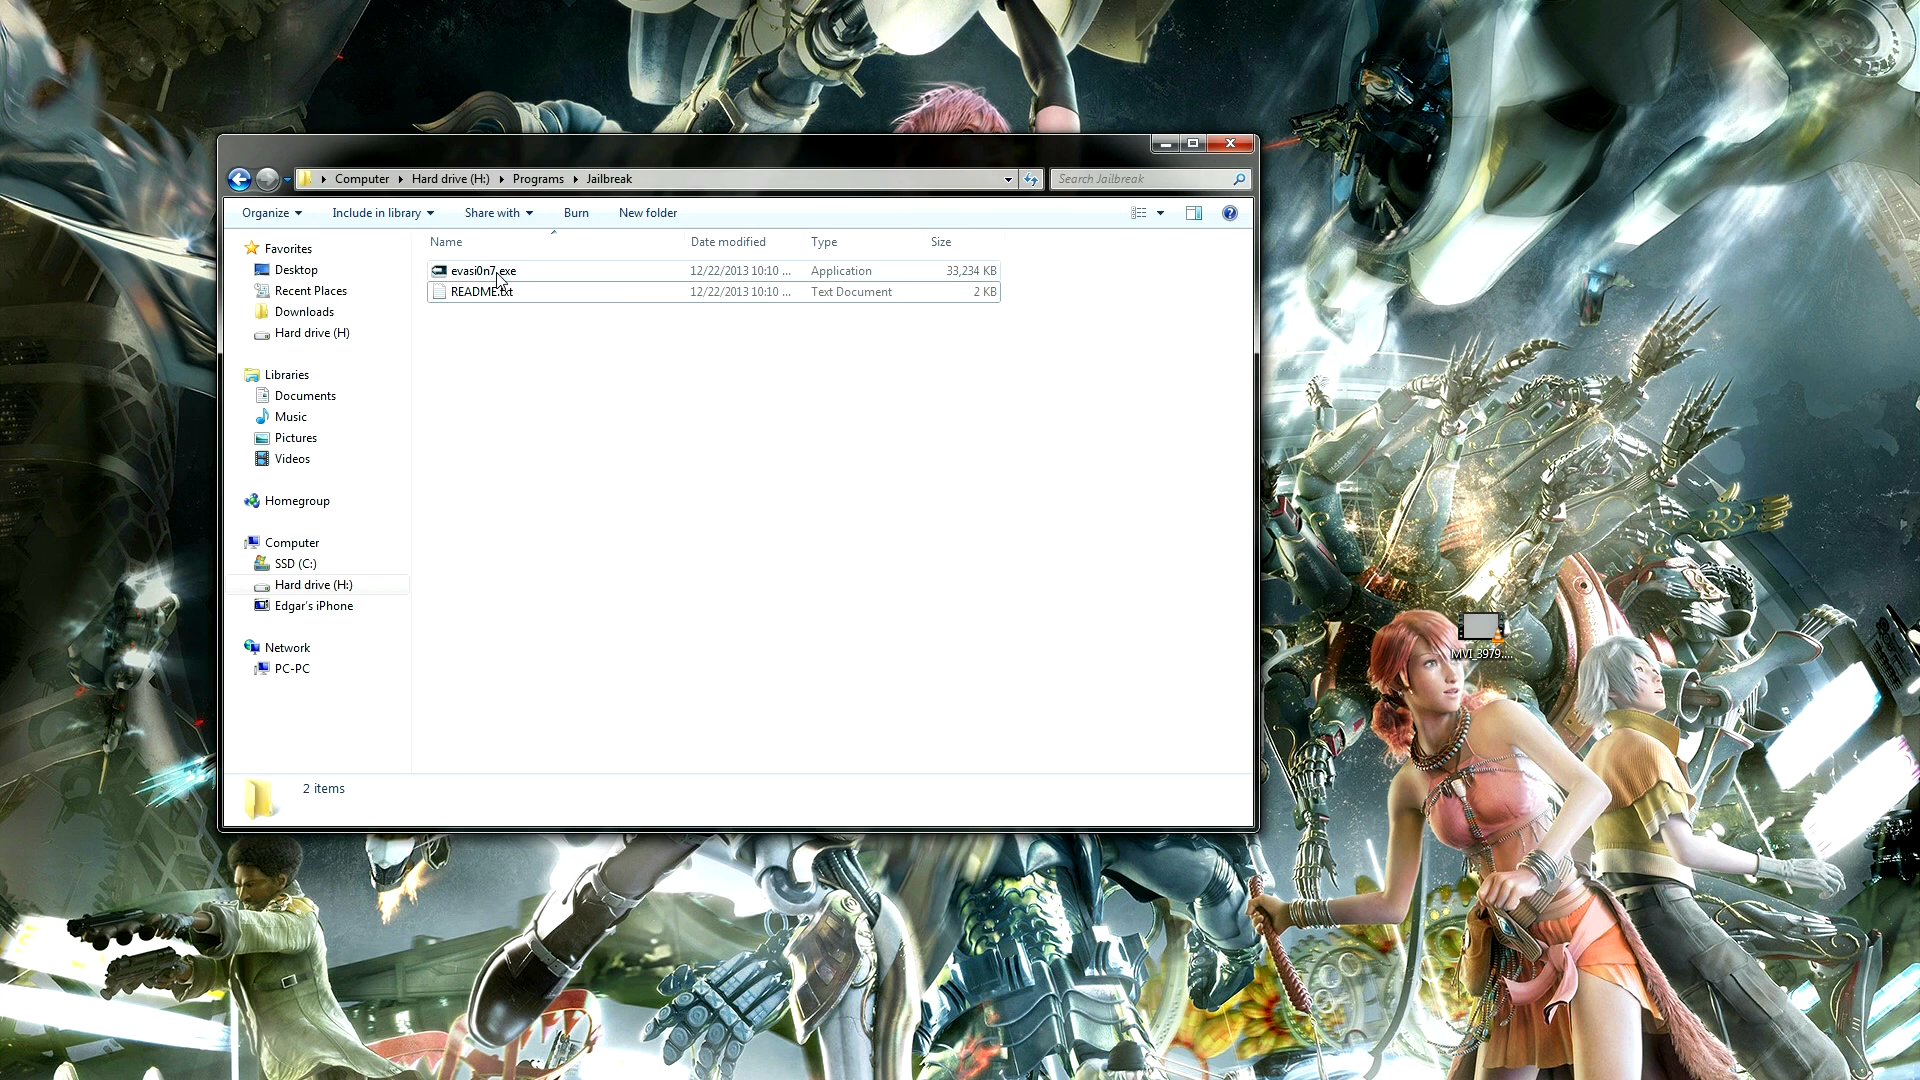 Computer Hard drive (H:) Programs Jailbreak
Search Jailbreak
Organize Include in library Share with Burn New folder
Name Date modified Type Size
evasi0n7.exe 12/22/2013 10:10 ... Application 33,234 KB
README.txt 12/22/2013 10:10 ... Text Document 2 KB
Favorites
Desktop
Recent Places
Downloads
Hard drive (H)
Libraries
Documents
Music
Pictures
Videos
Homegroup
Computer
SSD (C:)
Hard drive (H:)
Edgar's iPhone
Network
PC-PC
2 items
MVI_3979....